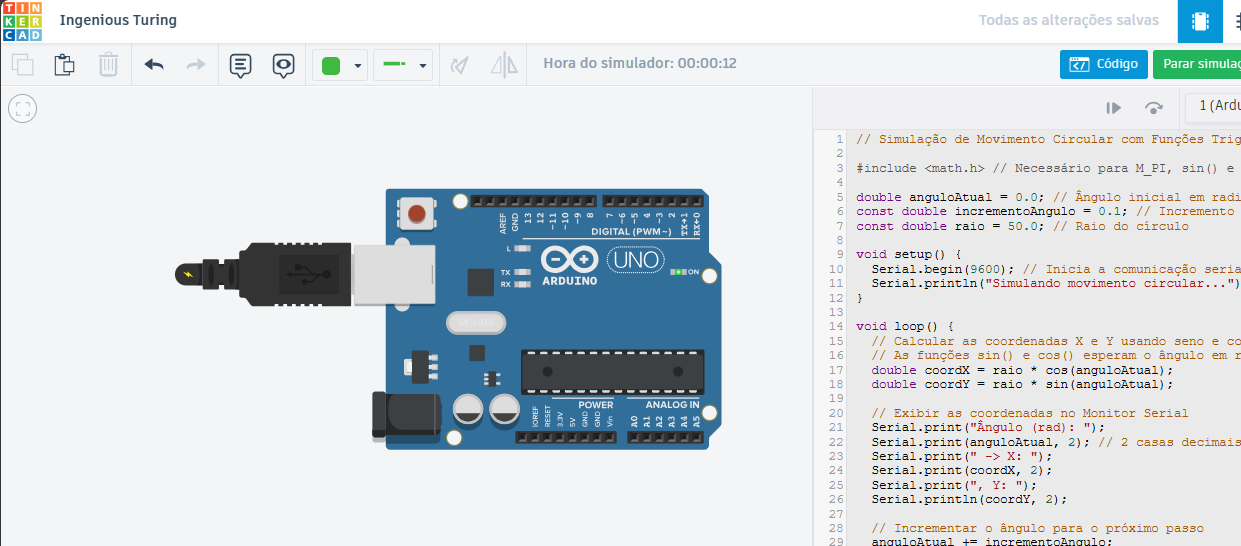 TIN
KER
CAD
Ingenious Turing
Todas as alterações salvas
Hora do simulador: 00:00:12
Código
Parar simulaç
1 (Ardu
AREF
GND
13
12
~11
~10
~9
8
7
~6
~5
4
~3
2
TX→1
RX←0
DIGITAL (PWM~)
L
TX
RX
UNO
ARDUINO
ON
POWER
ANALOG IN
IOREF
RESET
3.3V
5V
GND
GND
Vin
A0
A1
A2
A3
A4
A5
1 // Simulação de Movimento Circular com Funções Trig
2
3 #include <math.h> // Necessário para M_PI, sin() e
4
5 double anguloAtual = 0.0; // Ângulo inicial em radi
6 const double incrementoAngulo = 0.1; // Incremento
7 const double raio = 50.0; // Raio do círculo
8
9 void setup() {
10 Serial.begin(9600); // Inicia a comunicação seria
11 Serial.println("Simulando movimento circular...")
12 }
13
14 void loop() {
15 // Calcular as coordenadas X e Y usando seno e co
16 // As funções sin() e cos() esperam o ângulo em r
17 double coordX = raio * cos(anguloAtual);
18 double coordY = raio * sin(anguloAtual);
19
20 // Exibir as coordenadas no Monitor Serial
21 Serial.print("Ângulo (rad): ");
22 Serial.print(anguloAtual, 2); // 2 casas decimais
23 Serial.print(" -> X: ");
24 Serial.print(coordX, 2);
25 Serial.print(", Y: ");
26 Serial.println(coordY, 2);
27
28 // Incrementar o ângulo para o próximo passo
29 anguloAtual += incrementoAngulo;